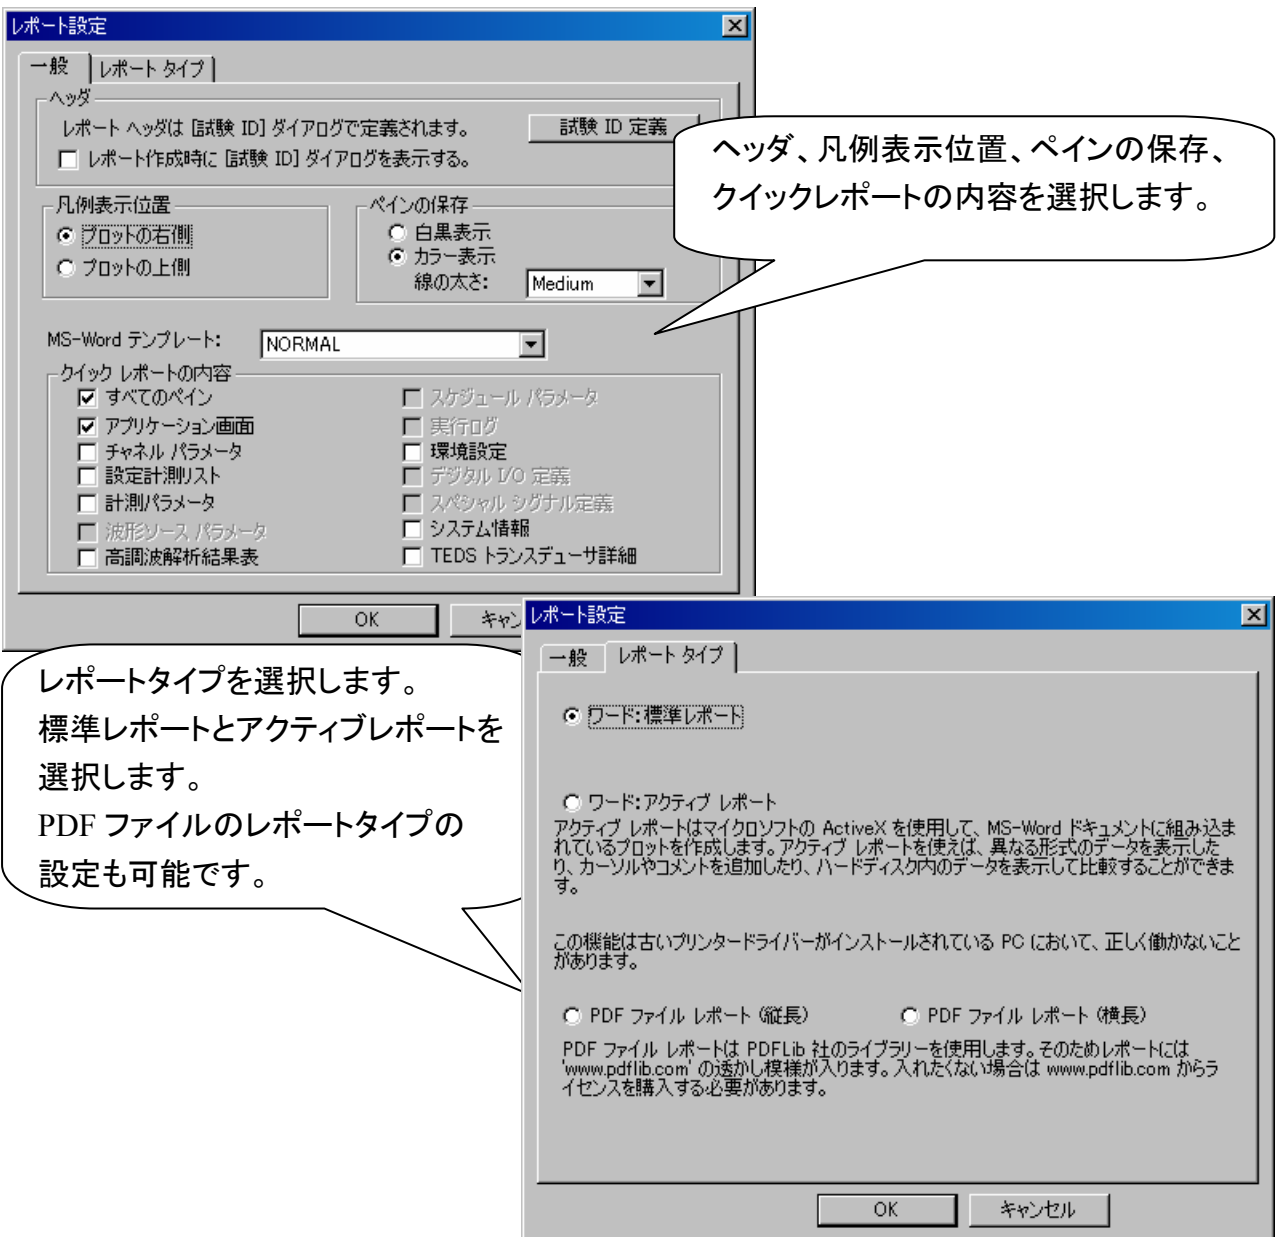 レポート設定
一般 レポート タイプ
ヘッダ
レポート ヘッダは [試験 ID] ダイアログで定義されます。 試験 ID 定義
レポート作成時に [試験 ID] ダイアログを表示する。
ヘッダ、凡例表示位置、ペインの保存、
クイックレポートの内容を選択します。
凡例表示位置
プロットの右側
プロットの上側
ペインの保存
白黒表示
カラー表示
線の太さ: Medium
MS-Word テンプレート: NORMAL
クイック レポートの内容
すべてのペイン
アプリケーション画面
チャネル パラメータ
設定計測リスト
計測パラメータ
波形ソース パラメータ
高調波解析結果表
スケジュール パラメータ
実行ログ
環境設定
デジタル I/O 定義
スペシャル シグナル定義
システム情報
TEDS トランスデューサ詳細
OK キャン
レポートタイプを選択します。
標準レポートとアクティブレポートを
選択します。
PDF ファイルのレポートタイプの
設定も可能です。
レポート設定
一般 レポート タイプ
ワード:標準レポート
ワード:アクティブ レポート
アクティブ レポートはマイクロソフトの ActiveX を使用して、MS-Word ドキュメントに組み込ま
れているプロットを作成します。アクティブ レポートを使えば、異なる形式のデータを表示した
り、カーソルやコメントを追加したり、ハードディスク内のデータを表示して比較することができま
す。
この機能は古いプリンタードライバーがインストールされている PC において、正しく働かないこと
があります。
PDF ファイル レポート (縦長) PDF ファイル レポート (横長)
PDF ファイル レポートは PDFLib 社のライブラリーを使用します。そのためレポートには
'www.pdflib.com' の透かし模様が入ります。入れたくない場合は www.pdflib.com からラ
イセンスを購入する必要があります。
OK キャンセル